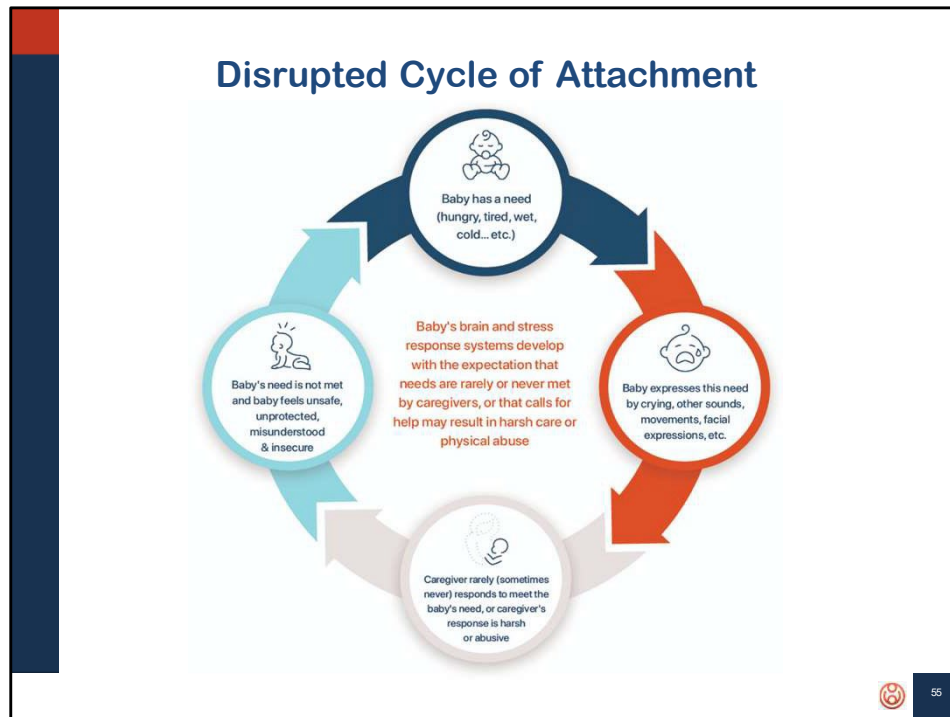 Disrupted Cycle of Attachment
Baby has a need
(hungry, tired, wet,
cold... etc.)
Baby expresses this need
by crying, other sounds,
movements, facial
expressions, etc.
Caregiver rarely (sometimes
never) responds to meet the
baby's need, or caregiver's
response is harsh
or abusive
Baby's need is not met
and baby feels unsafe,
unprotected,
misunderstood
& insecure
Baby's brain and stress
response systems develop
with the expectation that
needs are rarely or never met
by caregivers, or that calls for
help may result in harsh care or
physical abuse
55